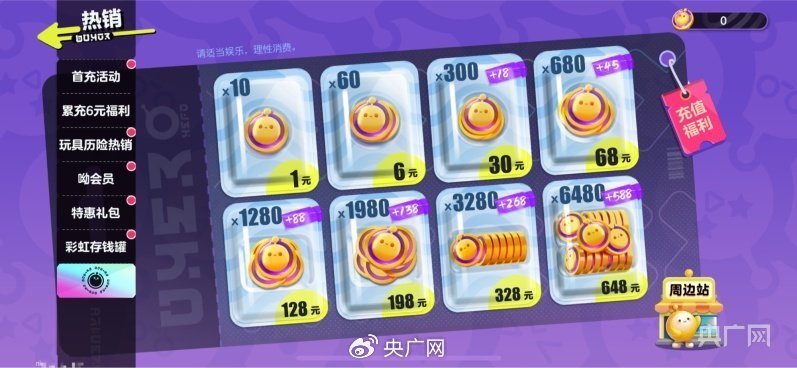 热销
0
请适当娱乐，理性消费。
首充活动
累充6元福利
玩具历险热销
呦会员
特惠礼包
彩虹存钱罐
×10
1元
×60
6元
×300
+18
30元
×680
+45
68元
×1280
+88
128元
×1980
+138
198元
×3280
+268
328元
×6480
+588
648元
充值
福利
周边站
央广网
央广网